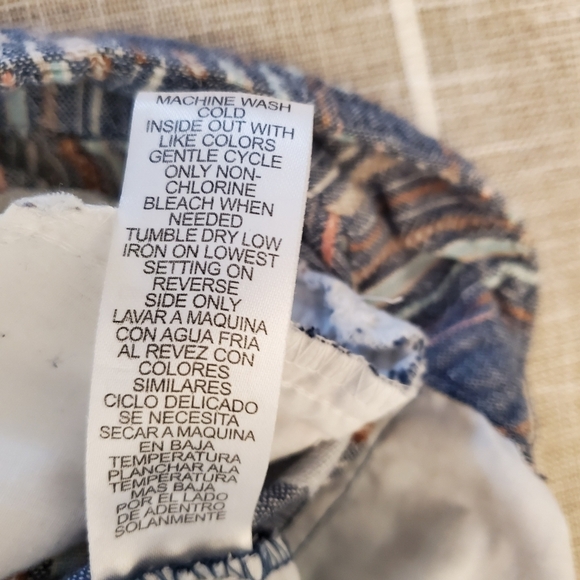 MACHINE WASH
COLD
INSIDE OUT WITH
LIKE COLORS
GENTLE CYCLE
ONLY NON-
CHLORINE
BLEACH WHEN
NEEDED
TUMBLE DRY LOW
IRON ON LOWEST
SETTING ON
REVERSE
SIDE ONLY
LAVAR A MAQUINA
CON AGUA FRIA
AL REVEZ CON
COLORES
SIMILARES
CICLO DELICADO
SE NECESITA
SECAR A MAQUINA
EN BAJA
TEMPERATURA
PLANCHAR ALA
TEMPERATURA
MAS BAJA
POR EL LADO
DE ADENTRO
SOLANMENTE